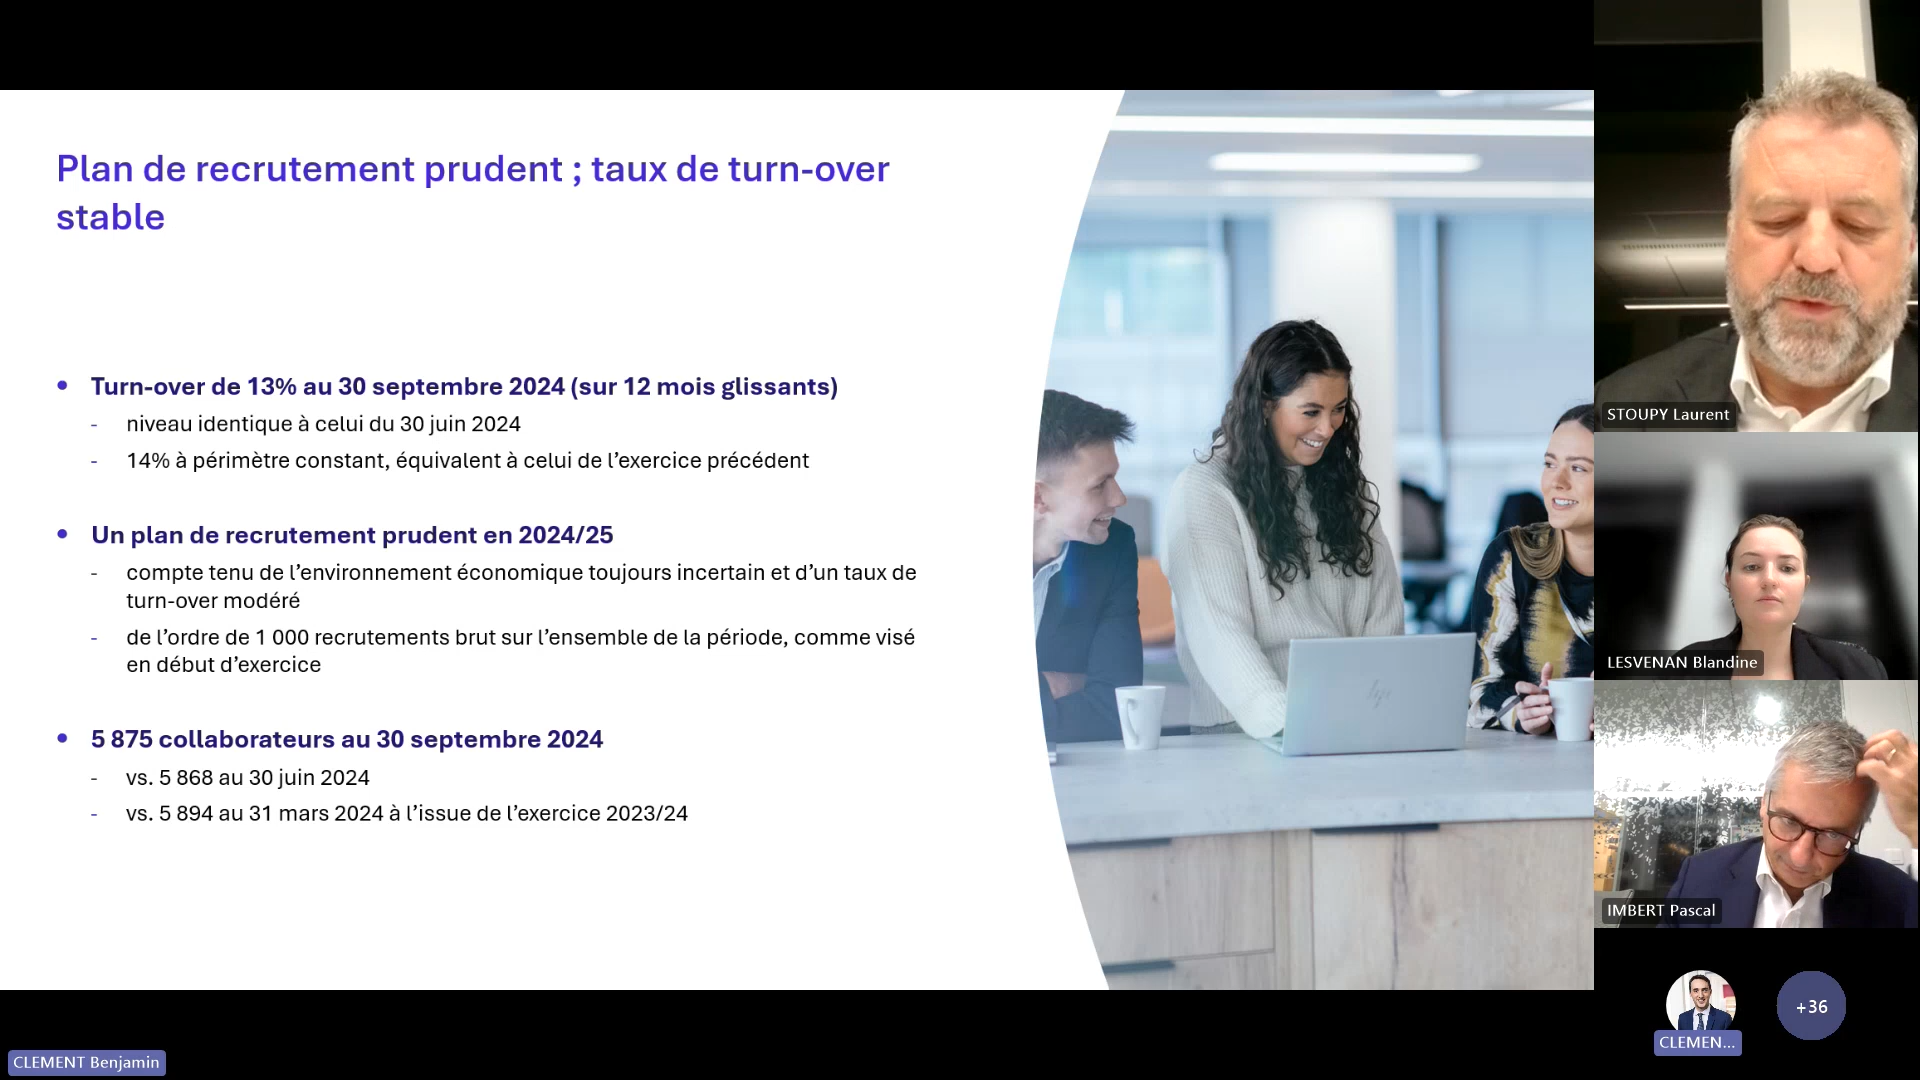 Plan de recrutement prudent ; taux de turn-over
stable
• Turn-over de 13% au 30 septembre 2024 (sur 12 mois glissants)
- niveau identique à celui du 30 juin 2024
- 14% à périmètre constant, équivalent à celui de l’exercice précédent
• Un plan de recrutement prudent en 2024/25
- compte tenu de l’environnement économique toujours incertain et d’un taux de
turn-over modéré
- de l’ordre de 1 000 recrutements brut sur l’ensemble de la période, comme visé
en début d’exercice
• 5 875 collaborateurs au 30 septembre 2024
- vs. 5 868 au 30 juin 2024
- vs. 5 894 au 31 mars 2024 à l’issue de l’exercice 2023/24
hp
STOUPY Laurent
LESVENAN Blandine
IMBERT Pascal
CLEMEN...
+36
CLEMENT Benjamin